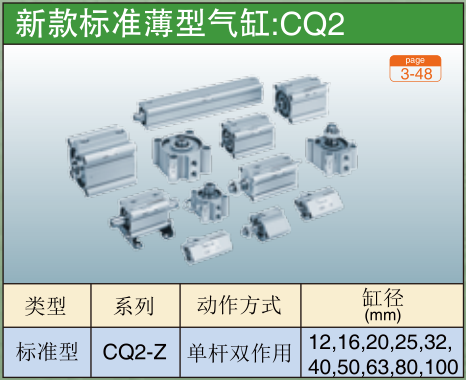 新款标准薄型气缸:CQ2
page
3-48
类型 系列 动作方式 缸径
(mm)
标准型 CQ2-Z 单杆双作用 12,16,20,25,32,
40,50,63,80,100